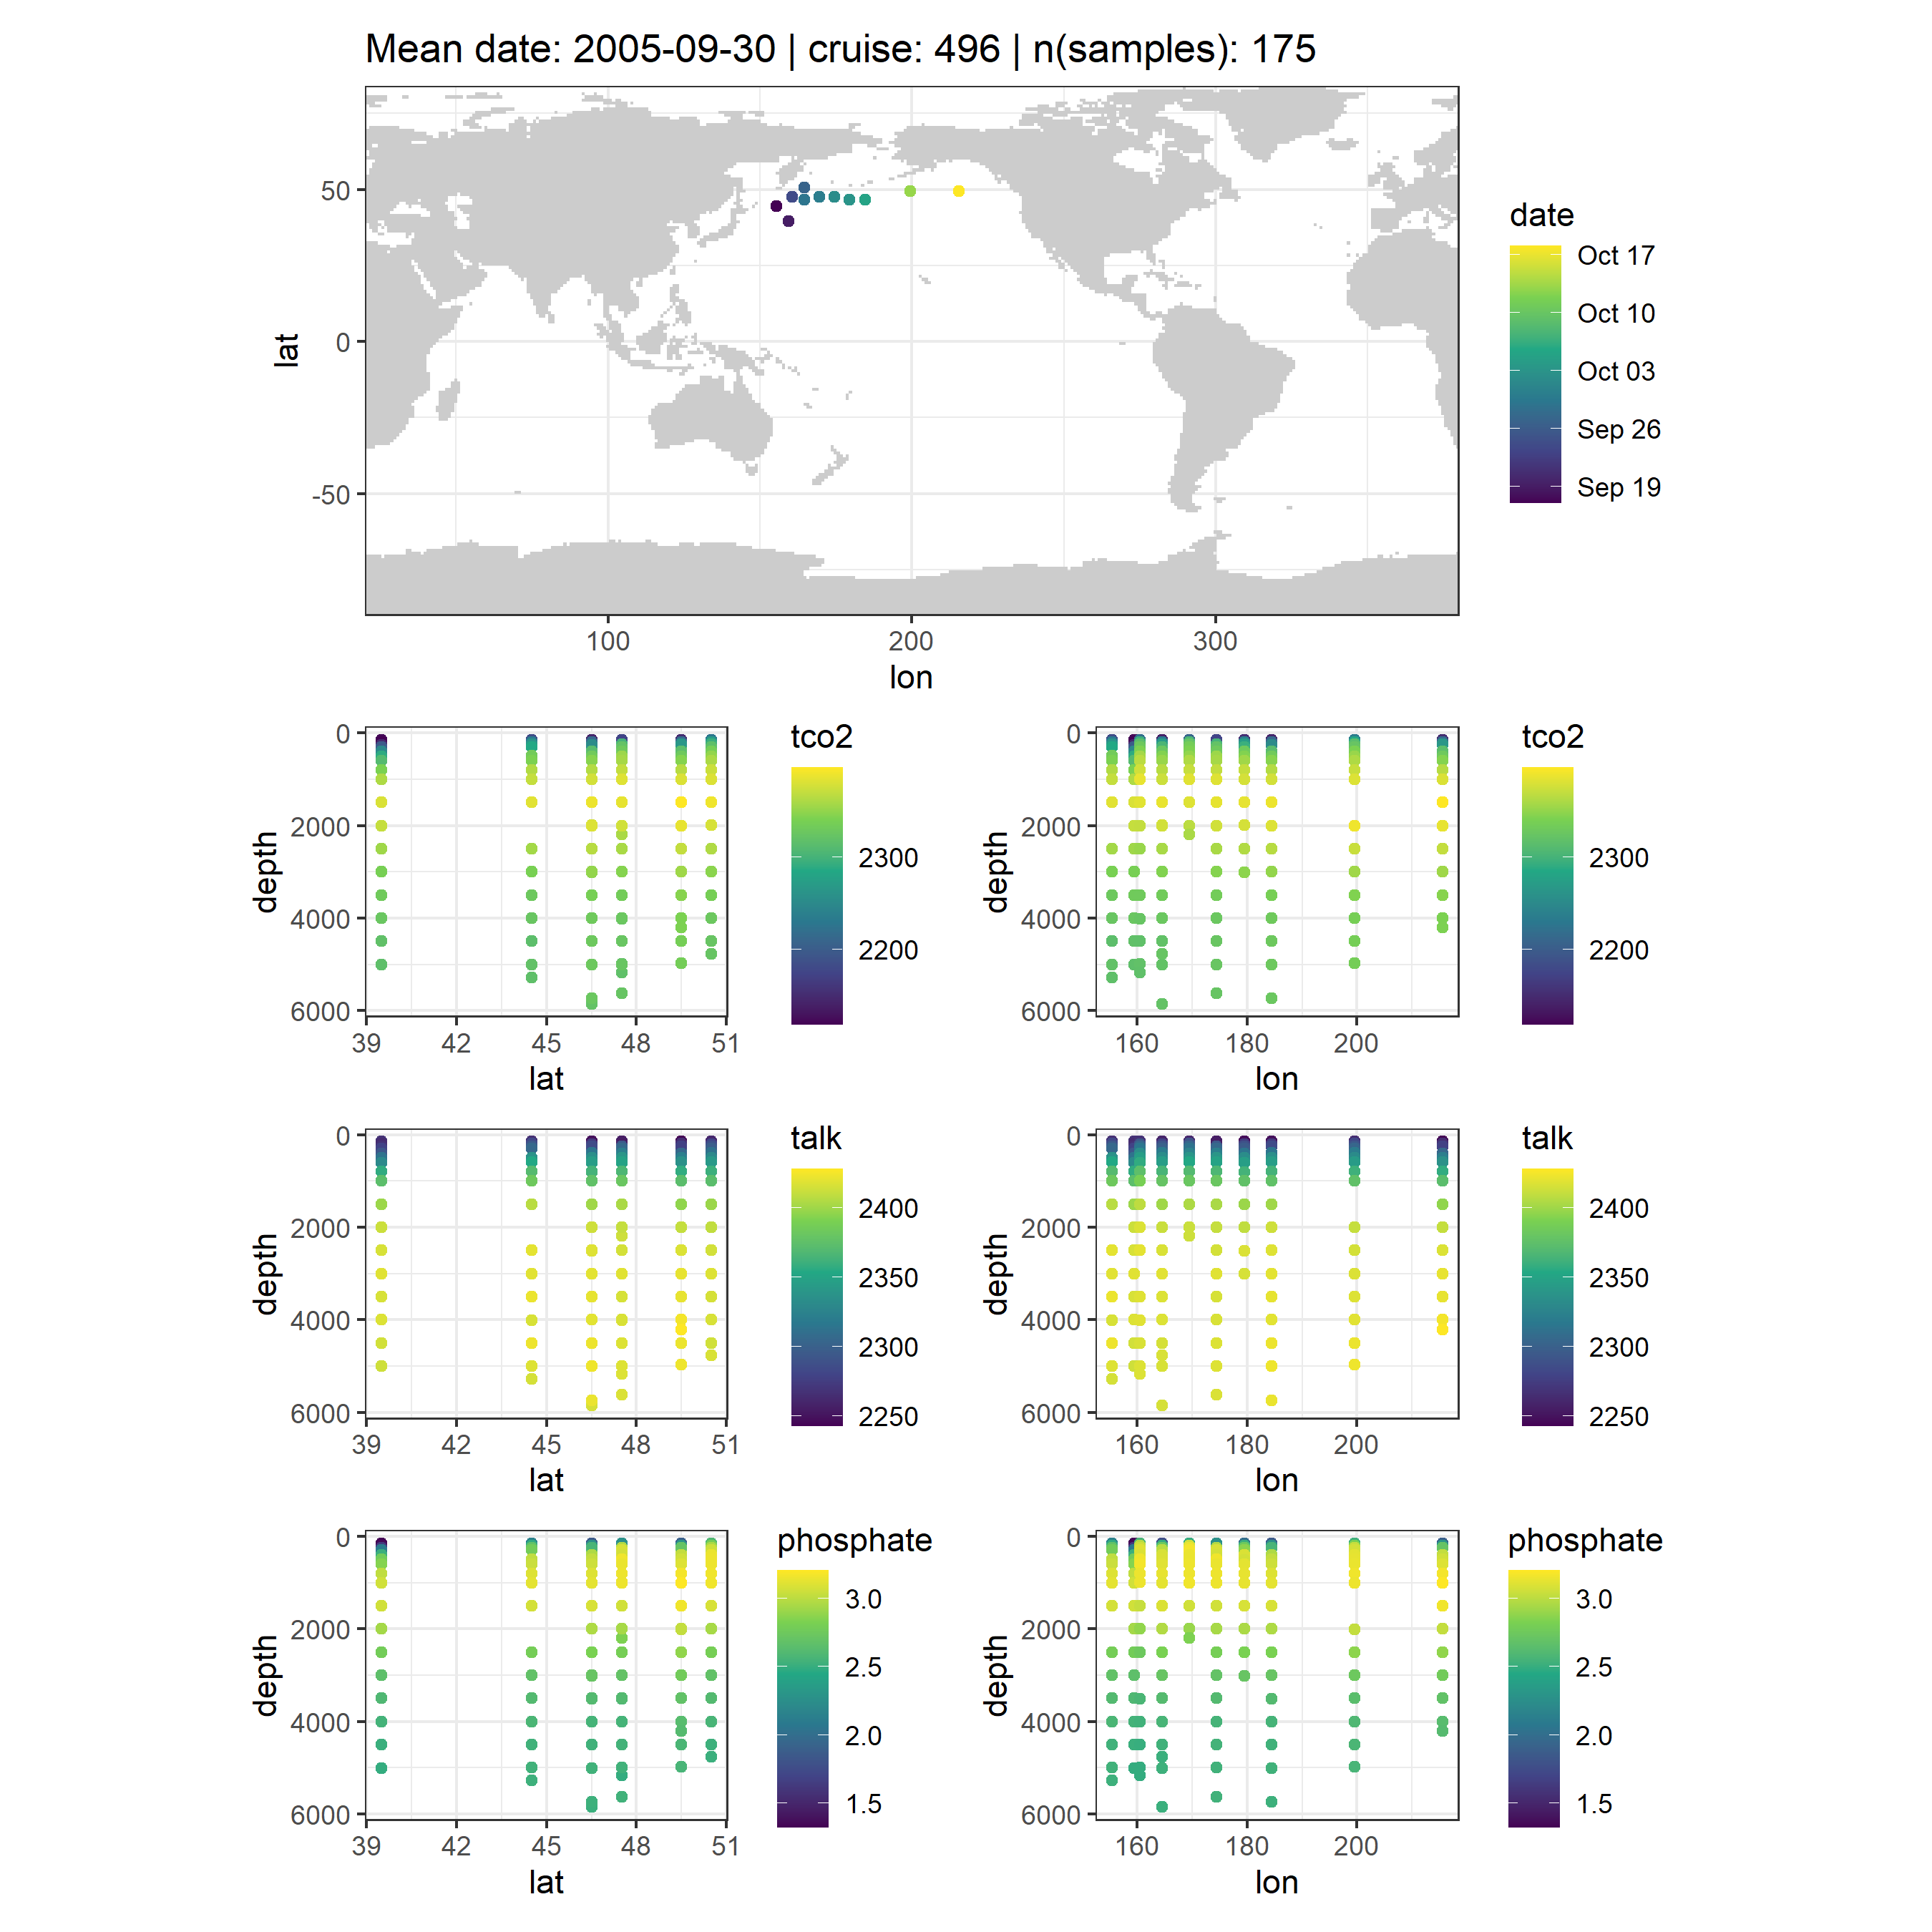 Mean date: 2005-09-30 | cruise: 496 | n(samples): 175
lat
50
0
-50
100
200
300
lon
date
Oct 17
Oct 10
Oct 03
Sep 26
Sep 19
depth
0
2000
4000
6000
39
42
45
48
51
lat
tco2
2300
2200
depth
0
2000
4000
6000
160
180
200
lon
tco2
2300
2200
depth
0
2000
4000
6000
39
42
45
48
51
lat
talk
2400
2350
2300
2250
depth
0
2000
4000
6000
160
180
200
lon
talk
2400
2350
2300
2250
depth
0
2000
4000
6000
39
42
45
48
51
lat
phosphate
3.0
2.5
2.0
1.5
depth
0
2000
4000
6000
160
180
200
lon
phosphate
3.0
2.5
2.0
1.5